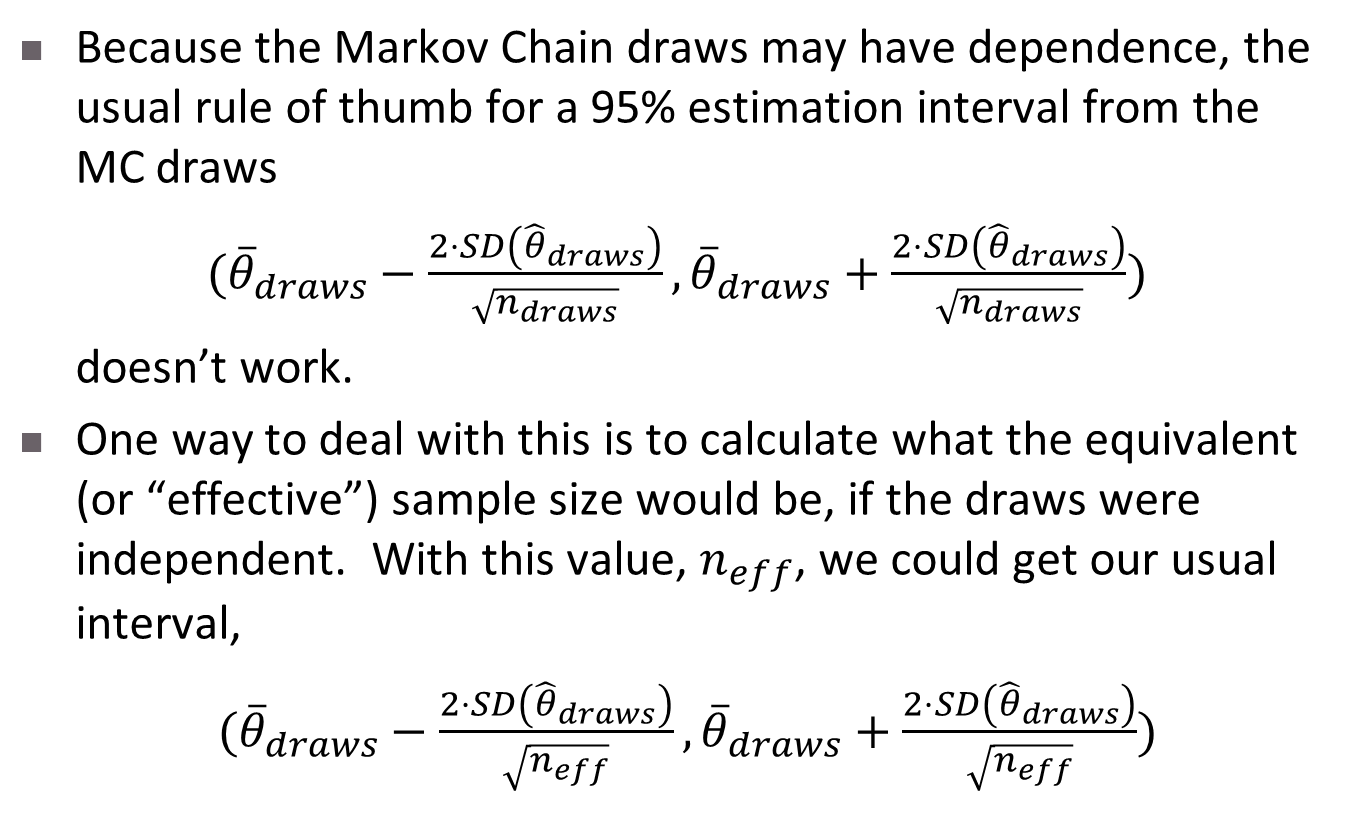 ▪ Because the Markov Chain draws may have dependence, the
usual rule of thumb for a 95% estimation interval from the
MC draws
(θ̄_draws − 2·SD(θ̂_draws)/√n_draws, θ̄_draws + 2·SD(θ̂_draws)/√n_draws)
doesn’t work.
▪ One way to deal with this is to calculate what the equivalent
(or “effective”) sample size would be, if the draws were
independent.  With this value, n_eff, we could get our usual
interval,
(θ̄_draws − 2·SD(θ̂_draws)/√n_eff, θ̄_draws + 2·SD(θ̂_draws)/√n_eff)